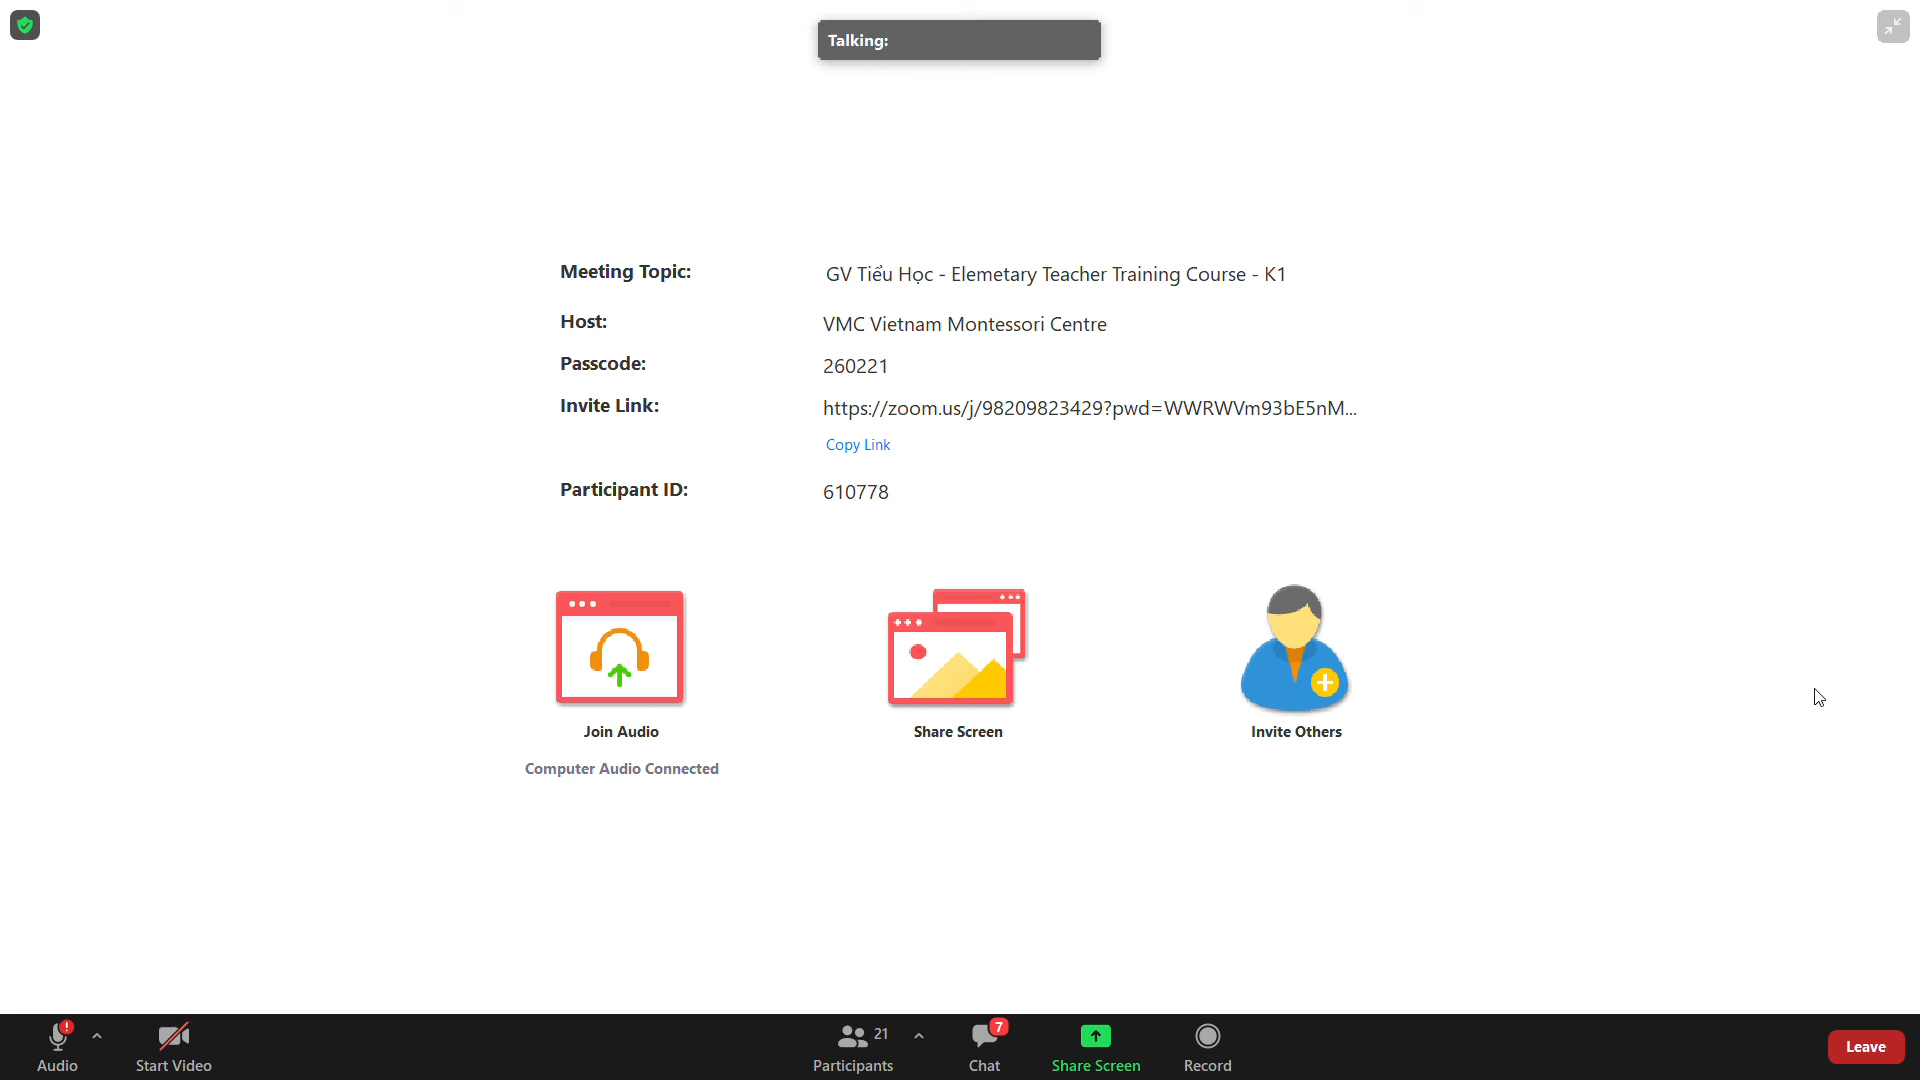 Talking:
Meeting Topic: GV Tiểu Học - Elemetary Teacher Training Course - K1
Host: VMC Vietnam Montessori Centre
Passcode: 260221
Invite Link: https://zoom.us/j/98209823429?pwd=WWRWVm93bE5nM...
Copy Link
Participant ID: 610778
Join Audio Share Screen Invite Others
Computer Audio Connected
21 7
Audio Start Video Participants Chat Share Screen Record Leave